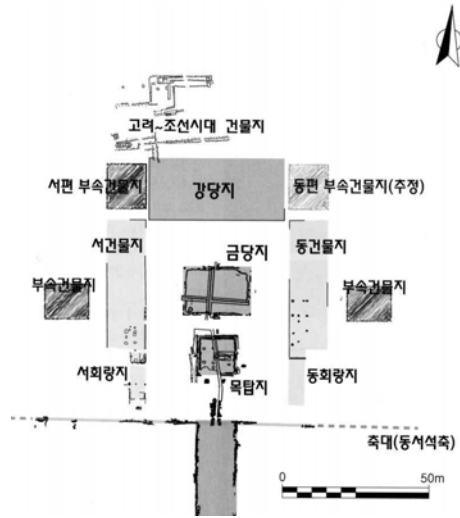 고려~조선시대 건물지
서편 부속건물지
강당지
동편 부속건물지(추정)
서건물지
금당지
동건물지
부속건물지
부속건물지
서회랑지
목탑지
동회랑지
축대(동서석축)
0
50m